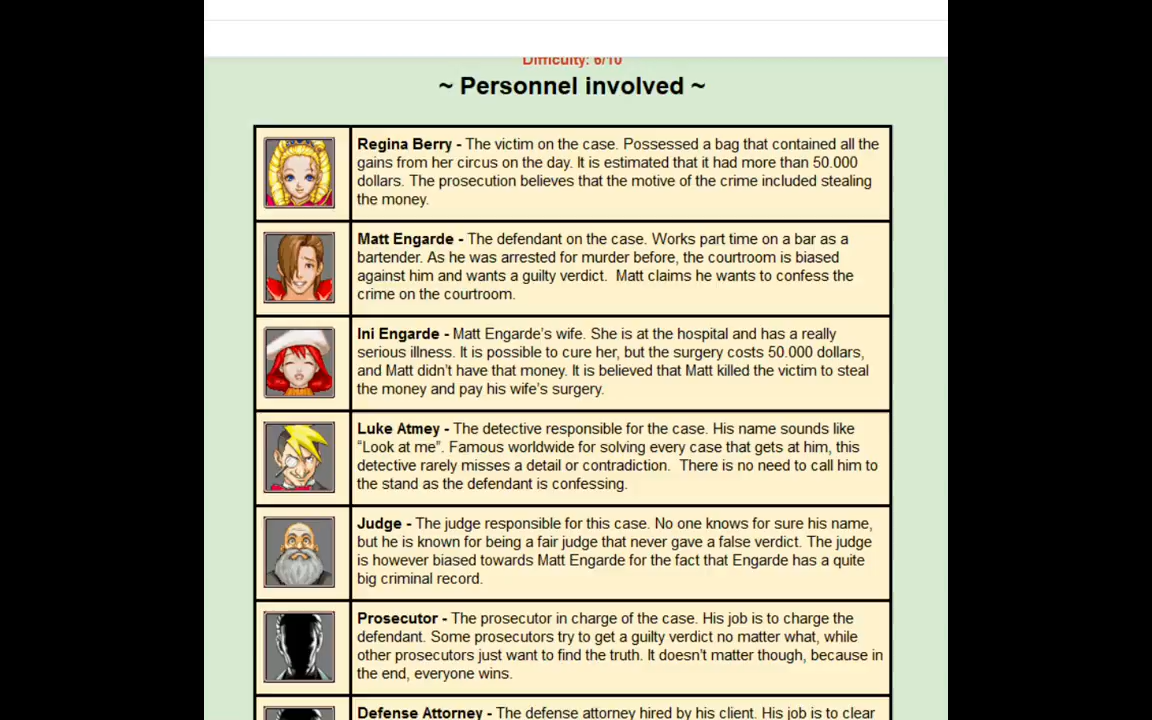 Difficulty: 6/10
~ Personnel involved ~
Regina Berry - The victim on the case. Possessed a bag that contained all the
gains from her circus on the day. It is estimated that it had more than 50.000
dollars. The prosecution believes that the motive of the crime included stealing
the money.
Matt Engarde - The defendant on the case. Works part time on a bar as a
bartender. As he was arrested for murder before, the courtroom is biased
against him and wants a guilty verdict.  Matt claims he wants to confess the
crime on the courtroom.
Ini Engarde - Matt Engarde’s wife. She is at the hospital and has a really
serious illness. It is possible to cure her, but the surgery costs 50.000 dollars,
and Matt didn’t have that money. It is believed that Matt killed the victim to steal
the money and pay his wife’s surgery.
Luke Atmey - The detective responsible for the case. His name sounds like
“Look at me”. Famous worldwide for solving every case that gets at him, this
detective rarely misses a detail or contradiction.  There is no need to call him to
the stand as the defendant is confessing.
Judge - The judge responsible for this case. No one knows for sure his name,
but he is known for being a fair judge that never gave a false verdict. The judge
is however biased towards Matt Engarde for the fact that Engarde has a quite
big criminal record.
Prosecutor - The prosecutor in charge of the case. His job is to charge the
defendant. Some prosecutors try to get a guilty verdict no matter what, while
other prosecutors just want to find the truth. It doesn’t matter though, because in
the end, everyone wins.
Defense Attorney - The defense attorney hired by his client. His job is to clear